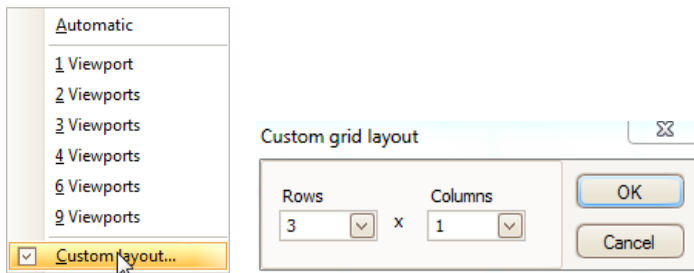 Automatic
1 Viewport
2 Viewports
3 Viewports
4 Viewports
6 Viewports
9 Viewports
Custom layout...
Custom grid layout
Rows
Columns
3 x 1
OK
Cancel